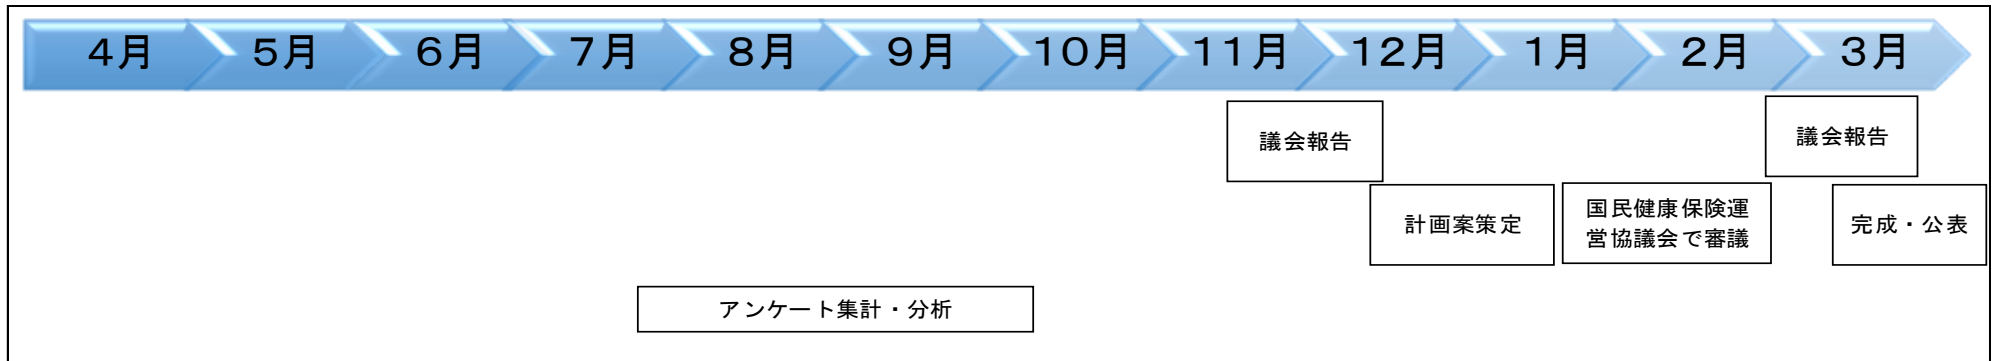 4月 5月 6月 7月 8月 9月 10月 11月 12月 1月 2月 3月
議会報告
議会報告
計画案策定
国民健康保険運
営協議会で審議
完成・公表
アンケート集計・分析